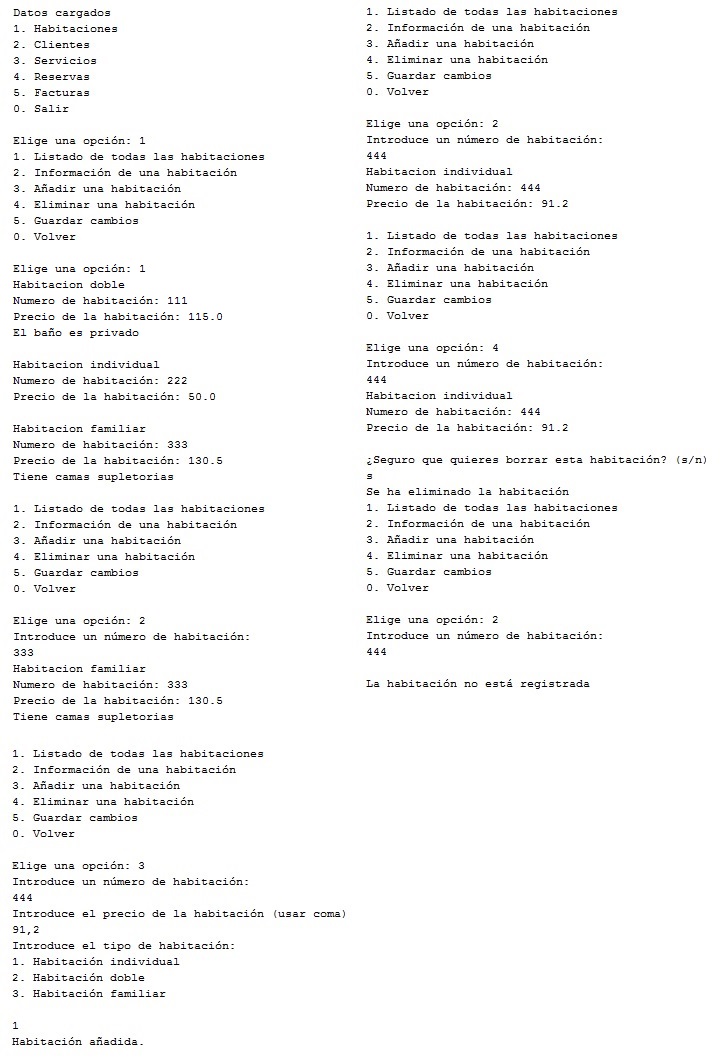 Datos cargados
1. Habitaciones
2. Clientes
3. Servicios
4. Reservas
5. Facturas
0. Salir
Elige una opción: 1
1. Listado de todas las habitaciones
2. Información de una habitación
3. Añadir una habitación
4. Eliminar una habitación
5. Guardar cambios
0. Volver
Elige una opción: 1
Habitacion doble
Numero de habitación: 111
Precio de la habitación: 115.0
El baño es privado
Habitacion individual
Numero de habitación: 222
Precio de la habitación: 50.0
Habitacion familiar
Numero de habitación: 333
Precio de la habitación: 130.5
Tiene camas supletorias
1. Listado de todas las habitaciones
2. Información de una habitación
3. Añadir una habitación
4. Eliminar una habitación
5. Guardar cambios
0. Volver
Elige una opción: 2
Introduce un número de habitación:
333
Habitacion familiar
Numero de habitación: 333
Precio de la habitación: 130.5
Tiene camas supletorias
1. Listado de todas las habitaciones
2. Información de una habitación
3. Añadir una habitación
4. Eliminar una habitación
5. Guardar cambios
0. Volver
Elige una opción: 3
Introduce un número de habitación:
444
Introduce el precio de la habitación (usar coma)
91,2
Introduce el tipo de habitación:
1. Habitación individual
2. Habitación doble
3. Habitación familiar
1
Habitación añadida.
1. Listado de todas las habitaciones
2. Información de una habitación
3. Añadir una habitación
4. Eliminar una habitación
5. Guardar cambios
0. Volver
Elige una opción: 2
Introduce un número de habitación:
444
Habitacion individual
Numero de habitación: 444
Precio de la habitación: 91.2
1. Listado de todas las habitaciones
2. Información de una habitación
3. Añadir una habitación
4. Eliminar una habitación
5. Guardar cambios
0. Volver
Elige una opción: 4
Introduce un número de habitación:
444
Habitacion individual
Numero de habitación: 444
Precio de la habitación: 91.2
¿Seguro que quieres borrar esta habitación? (s/n)
s
Se ha eliminado la habitación
1. Listado de todas las habitaciones
2. Información de una habitación
3. Añadir una habitación
4. Eliminar una habitación
5. Guardar cambios
0. Volver
Elige una opción: 2
Introduce un número de habitación:
444
La habitación no está registrada